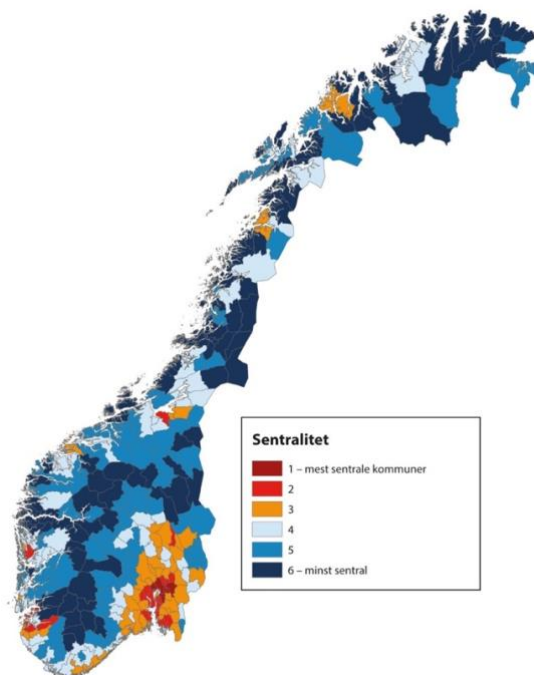 Sentralitet
1 – mest sentrale kommuner
2
3
4
5
6 – minst sentral